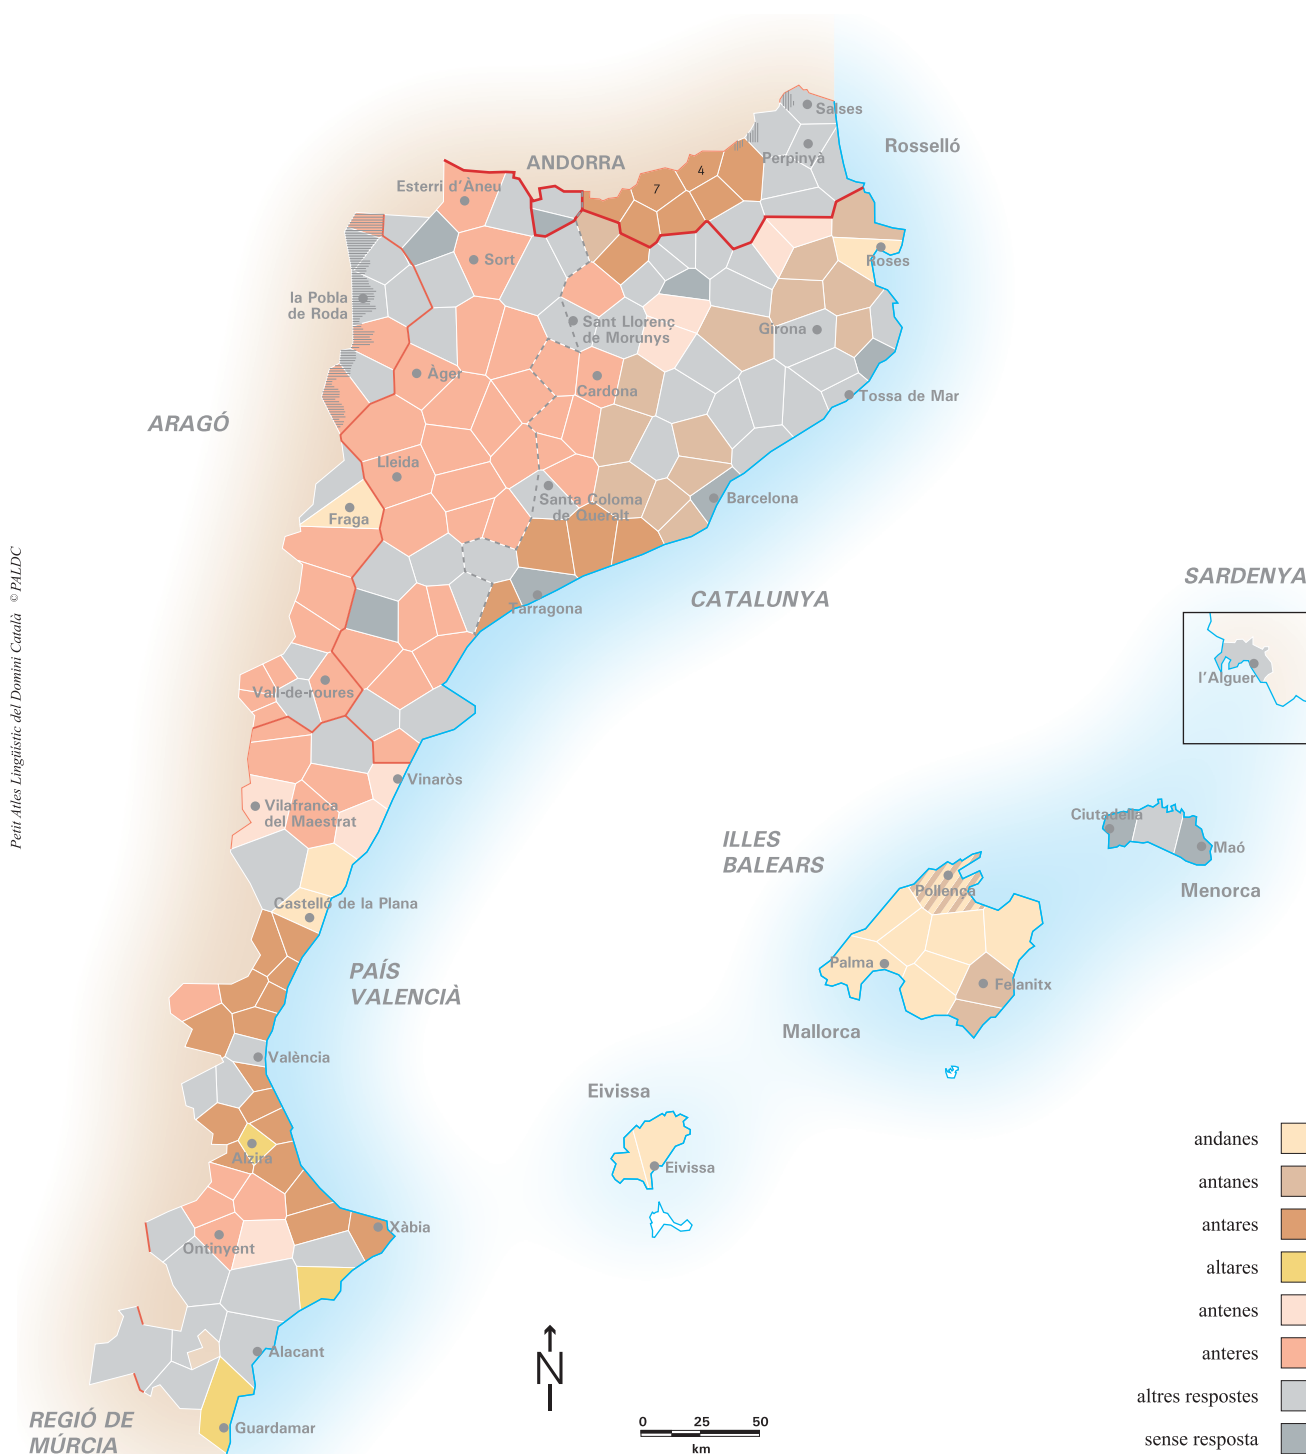 Salses
Rosselló
Perpinyà
ANDORRA
4
7
Esterri d'Àneu
Sort
Roses
la Pobla
de Roda
Sant Llorenç
de Morunys
Girona
Àger
Cardona
Tossa de Mar
ARAGÓ
Lleida
Santa Coloma
de Queralt
Barcelona
Fraga
CATALUNYA
Tarragona
SARDENYA
l'Alguer
Petit Atles Lingüístic del Domini Català © PALDC
Vall-de-roures
Vinaròs
Vilafranca
del Maestrat
ILLES
BALEARS
Ciutadella
Maó
Menorca
Pollença
Castelló de la Plana
Palma
Felanitx
Mallorca
PAÍS
VALENCIÀ
València
Eivissa
Eivissa
Alzira
Xàbia
Ontinyent
Alacant
Guardamar
REGIÓ DE
MÚRCIA
N
0 25 50
km
andanes
antanes
antares
altares
antenes
anteres
altres respostes
sense resposta